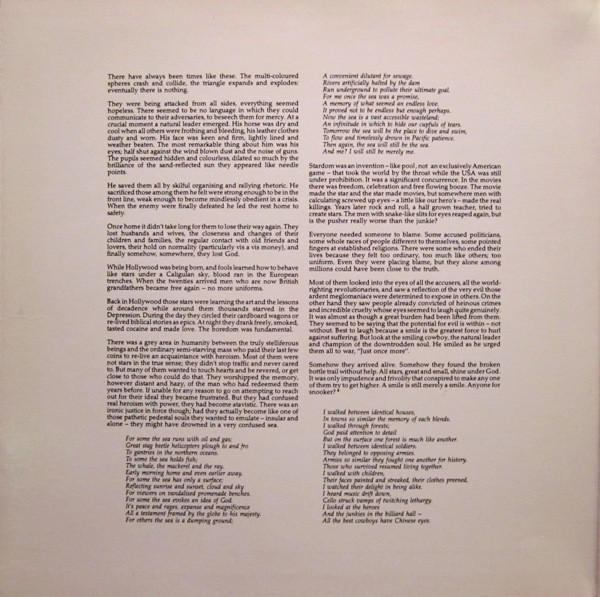 There have always been times like these. The multi-coloured
spheres crash and collide, the triangle expands and explodes:
eventually there is nothing.
They were being attacked from all sides, everything seemed
hopeless. There seemed to be no language in which they could
communicate to their adversaries, to beseech them for mercy. At a
crucial moment a natural leader emerged. His horse was dry and
cool when all others were frothing and bleeding, his leather clothes
dusty and worn. His face was keen and firm, lightly lined and
weather beaten. The most remarkable thing about him was his
eyes; half shut against the wind blown dust and the noise of guns.
The pupils seemed hidden and colourless, dilated so much by the
brilliance of the sand-reflected sun they appeared like needle
points.
He saved them all by skilful organising and rallying rhetoric. He
sacrificed those among them he felt were strong enough to be in the
front line, weak enough to become mindlessly obedient in a crisis.
When the enemy were finally defeated he led the rest home to
safety.
Once home it didn't take long for them to lose their way again. They
lost husbands and wives, the closeness and changes of their
children and families, the regular contact with old friends and
lovers, their hold on normality (particularly vis a vis money), and
finally somehow, somewhere, they lost God.
While Hollywood was being born, and fools learned how to behave
like stars under a Caligulan sky, blood ran in the European
trenches. When the twenties arrived men who are now British
grandfathers became free again – no more uniforms.
Back in Hollywood those stars were learning the art and the lessons
of decadence while around them thousands starved in the
Depression. During the day they circled their cardboard wagons or
re-lived biblical stories as epics. At night they drank freely, smoked,
tasted cocaine and made love. The boredom was fundamental.
There was a grey area in humanity between the truly stelliferous
beings and the ordinary semi-starving mass who paid their last few
coins to re-live an acquaintance with heroism. Most of them were
not stars in the true sense; they didn't stop traffic and never cared
to. But many of them wanted to touch hearts and be revered, or get
close to those who could do that. They worshipped the memory,
however distant and hazy, of the man who had redeemed them
years before. If unable for any reason to go on attempting to reach
out for their ideal they became frustrated. But they had confused
real heroism with power, they had become atavistic. There was an
ironic justice in force though; had they actually become like one of
those pathetic pedestal souls they wanted to emulate – insular and
alone – they might have drowned in a very confused sea.
For some the sea runs with oil and gas;
Great stag beetle helicopters plough to and fro
To gantries in the northern oceans.
To some the sea holds fish;
The whale, the mackerel and the ray.
Early morning home and even earlier away.
For some the sea has only a surface;
Reflecting sunrise and sunset, cloud and sky
For viewers on vandalised promenade benches.
For some the sea evokes an idea of God.
It's peace and rages, expanse and magnificence
All a testament framed by the globe to his majesty.
For others the sea is a dumping ground;
A convenient dilutant for sewage.
Rivers artificially halted by the dam
Run underground to pollute their ultimate goal.
For me once the sea was a promise,
A memory of what seemed an endless love.
It proved not to be endless but enough perhaps.
Now the sea is a vast accessible wasteland;
An infinitude in which to hide our cupfuls of tears.
Tomorrow the sea will be the place to dive and swim,
To flow and timelessly drown in Pacific patience.
Then again, the sea will still be the sea.
And me? I will still be merely me.
Stardom was an invention – like pool, not an exclusively American
game – that took the world by the throat while the USA was still
under prohibition. It was a significant concurrence. In the movies
there was freedom, celebration and free flowing booze. The movie
made the star and the star made movies, but somewhere men with
calculating screwed up eyes – a little like our hero's – made the real
killings. Years later rock and roll, a half grown teacher, tried to
create stars. The men with snake-like slits for eyes reaped again, but
is the pusher really worse than the junkie?
Everyone needed someone to blame. Some accused politicians,
some whole races of people different to themselves, some pointed
fingers at established religions. There were some who ended their
lives because they felt too ordinary, too much like others; too
uniform. Even they were placing blame, but they alone among
millions could have been close to the truth.
Most of them looked into the eyes of all the accusers, all the world-
righting revolutionaries, and saw a reflection of the very evil those
ardent meglomaniacs were determined to expose in others. On the
other hand they saw people already convicted of heinous crimes
and incredible cruelty whose eyes seemed to laugh quite genuinely.
It was almost as though a great burden had been lifted from them.
They seemed to be saying that the potential for evil is within – not
without. Best to laugh because a smile is the greatest force to hurl
against suffering. But look at the smiling cowboy, the natural leader
and champion of the downtrodden soul. He smiled as he urged
them all to war, "Just once more".
Somehow they arrived alive. Somehow they found the broken
bottle trail without help. All stars, great and small, shine under God.
It was only impudence and frivolity that conspired to make any one
of them try to get higher. A smile is still merely a smile. Anyone for
snooker?
I walked between identical houses,
In towns so similar the memory of each blends.
I walked through forests;
God paid attention to detail
But on the surface one forest is much like another.
I walked between identical soldiers.
They belonged to opposing armies.
Armies so similar they fought one another for history.
Those who survived resumed living together.
I walked with children,
Their faces painted and streaked, their clothes preened.
I watched their delight in being alike.
I heard music drift down,
Cello struck vamps of twitching lethargy.
I looked at the heroes
And the junkies in the billiard hall –
All the best cowboys have Chinese eyes.